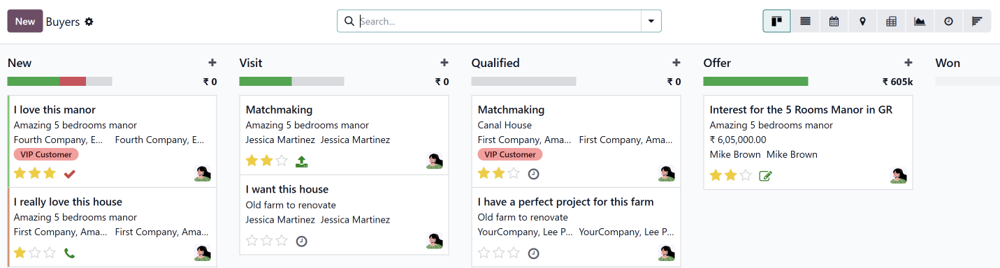 New Buyers Search...
New ₹ 0
I love this manor
Amazing 5 bedrooms manor
Fourth Company, E... Fourth Company, E...
VIP Customer
I really love this house
Amazing 5 bedrooms manor
First Company, Ama... First Company, Ama...
Visit ₹ 0
Matchmaking
Amazing 5 bedrooms manor
Jessica Martinez Jessica Martinez
I want this house
Old farm to renovate
Jessica Martinez Jessica Martinez
Qualified ₹ 0
Matchmaking
Canal House
First Company, Ama... First Company, Ama...
VIP Customer
I have a perfect project for this farm
Old farm to renovate
YourCompany, Lee P... YourCompany, Lee P...
Offer ₹ 605k
Interest for the 5 Rooms Manor in GR
Amazing 5 bedrooms manor
₹ 6,05,000.00
Mike Brown Mike Brown
Won